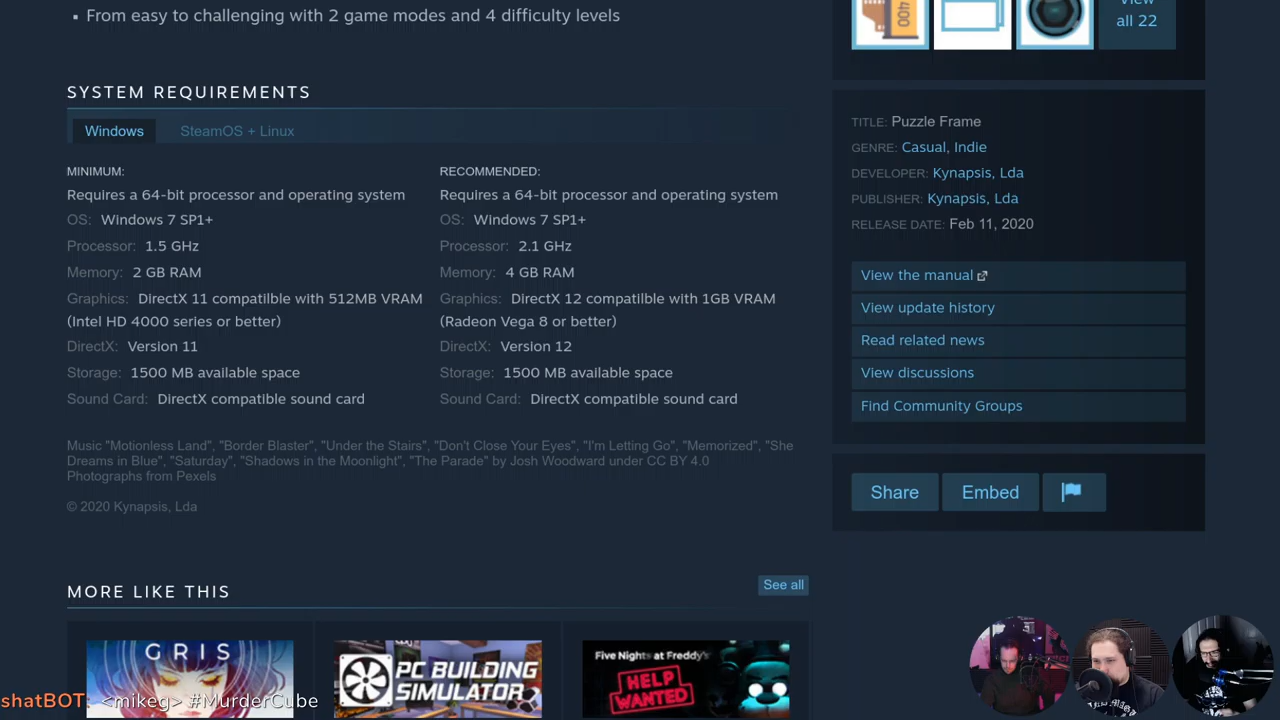 From easy to challenging with 2 game modes and 4 difficulty levels
SYSTEM REQUIREMENTS
Windows
SteamOS + Linux
MINIMUM:
Requires a 64-bit processor and operating system
OS: Windows 7 SP1+
Processor: 1.5 GHz
Memory: 2 GB RAM
Graphics: DirectX 11 compatilble with 512MB VRAM
(Intel HD 4000 series or better)
DirectX: Version 11
Storage: 1500 MB available space
Sound Card: DirectX compatible sound card
RECOMMENDED:
Requires a 64-bit processor and operating system
OS: Windows 7 SP1+
Processor: 2.1 GHz
Memory: 4 GB RAM
Graphics: DirectX 12 compatilble with 1GB VRAM
(Radeon Vega 8 or better)
DirectX: Version 12
Storage: 1500 MB available space
Sound Card: DirectX compatible sound card
Music "Motionless Land", "Border Blaster", "Under the Stairs", "Don't Close Your Eyes", "I'm Letting Go", "Memorized", "She
Dreams in Blue", "Saturday", "Shadows in the Moonlight", "The Parade" by Josh Woodward under CC BY 4.0
Photographs from Pexels
© 2020 Kynapsis, Lda
MORE LIKE THIS
See all
GRIS
PC BUILDING
SIMULATOR
Five Nights at Freddy's
HELP
WANTED
shatBOT: <mikeg> #MurderCube
400
View
all 22
TITLE: Puzzle Frame
GENRE: Casual, Indie
DEVELOPER: Kynapsis, Lda
PUBLISHER: Kynapsis, Lda
RELEASE DATE: Feb 11, 2020
View the manual
View update history
Read related news
View discussions
Find Community Groups
Share
Embed